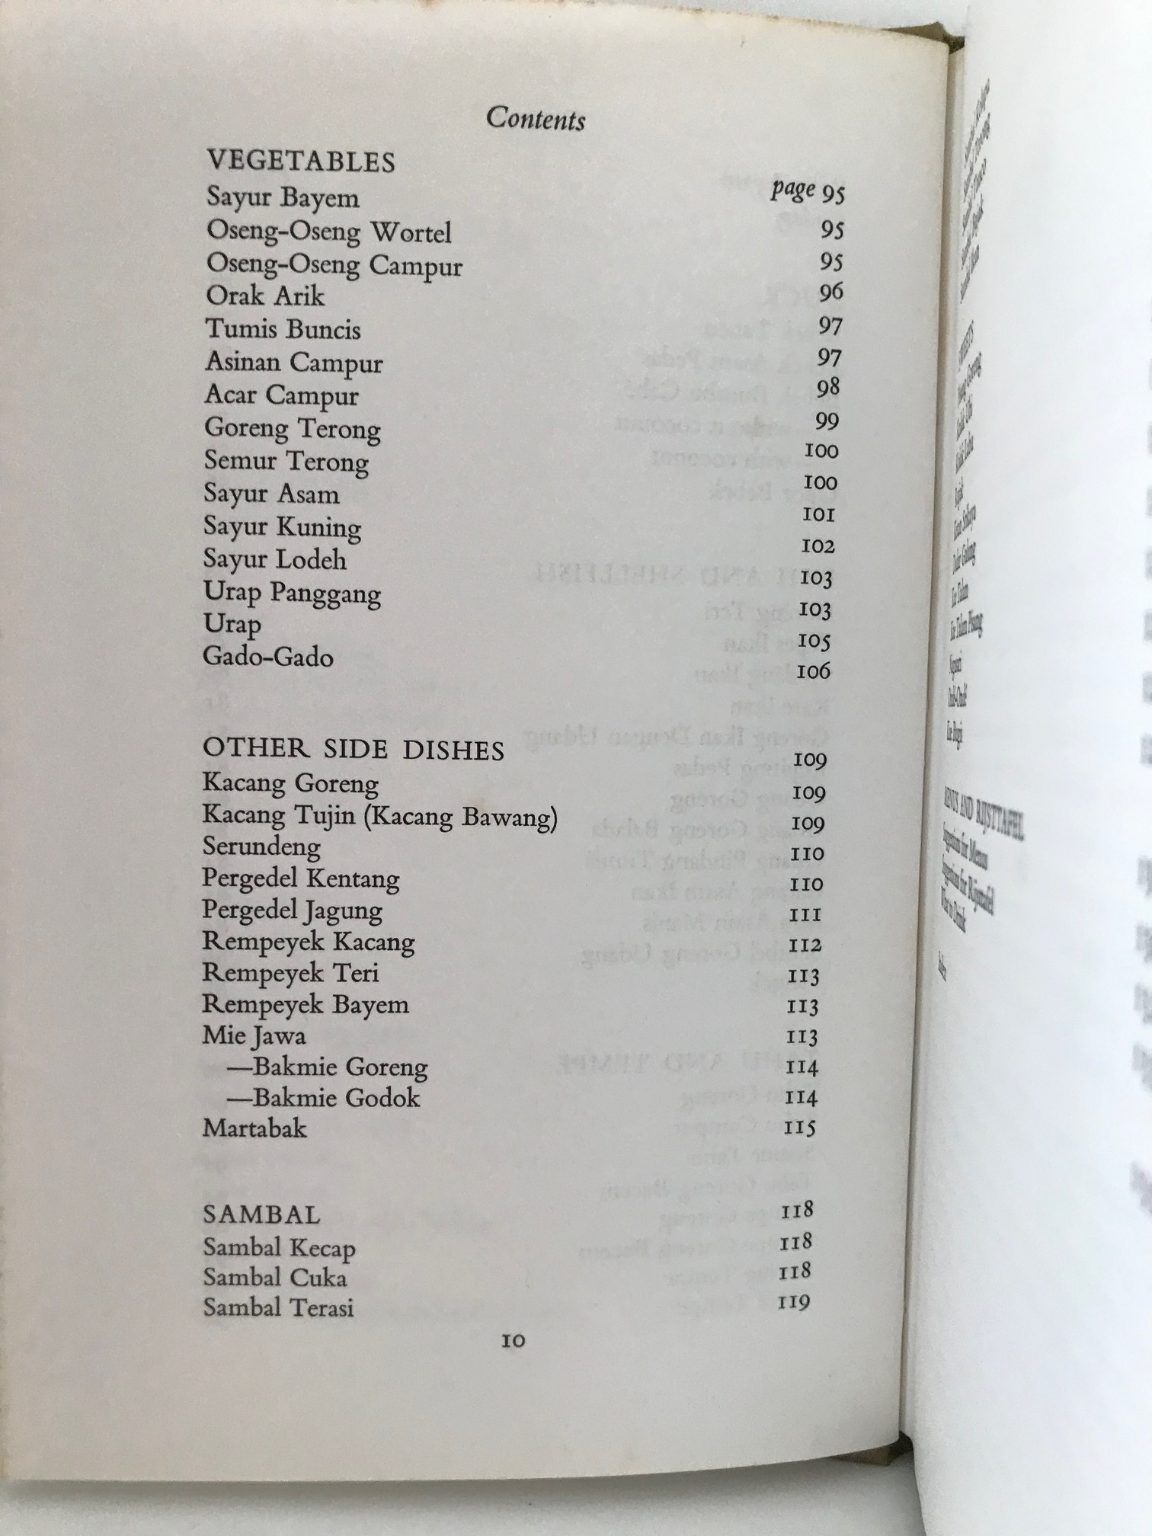 Contents
VEGETABLES page 95
Sayur Bayem 95
Oseng-Oseng Wortel 95
Oseng-Oseng Campur 96
Orak Arik 97
Tumis Buncis 97
Asinan Campur 98
Acar Campur 99
Goreng Terong 100
Semur Terong 100
Sayur Asam 101
Sayur Kuning 102
Sayur Lodeh 103
Urap Panggang 103
Urap 105
Gado-Gado 106
OTHER SIDE DISHES 109
Kacang Goreng 109
Kacang Tujin (Kacang Bawang) 109
Serundeng 110
Pergedel Kentang 110
Pergedel Jagung 111
Rempeyek Kacang 112
Rempeyek Teri 113
Rempeyek Bayem 113
Mie Jawa 113
—Bakmie Goreng 114
—Bakmie Godok 114
Martabak 115
SAMBAL 118
Sambal Kecap 118
Sambal Cuka 118
Sambal Terasi 119
10
MENUS AND RIJSTTAFEL